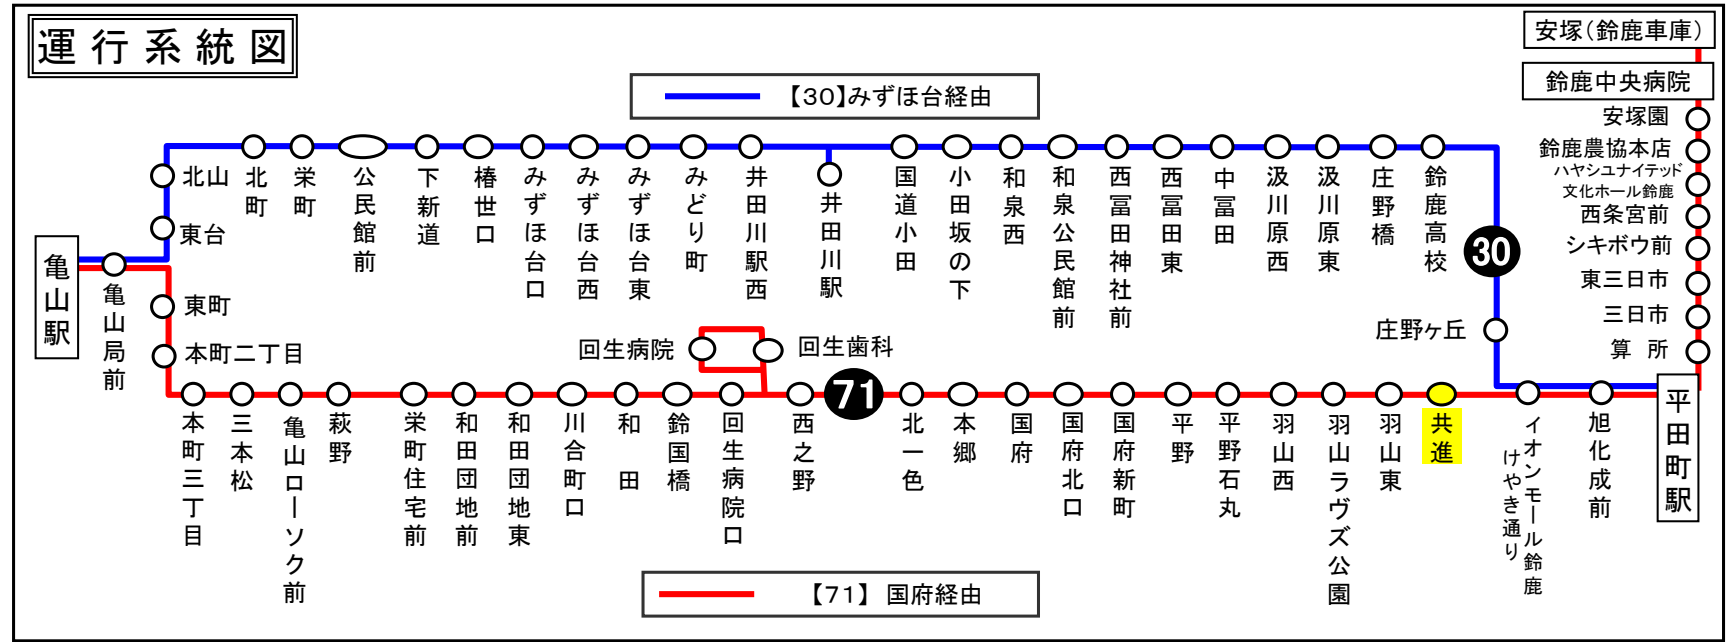 運行系統図
【30】みずほ台経由
安塚（鈴鹿車庫）
鈴鹿中央病院
安塚園
鈴鹿農協本店
ハヤシユナイテッド
文化ホール鈴鹿
西条宮前
シキボウ前
東三日市
三日市
算 所
平田町駅
亀山駅
亀山局前
北山
東台
北町
栄町
公民館前
下新道
椿世口
みずほ台口
みずほ台西
みずほ台東
みどり町
井田川駅西
井田川駅
国道小田
小田坂の下
和泉西
和泉公民館前
西冨田神社前
西冨田東
中冨田
汲川原西
汲川原東
庄野橋
鈴鹿高校
30
庄野ヶ丘
東町
本町二丁目
本町三丁目
三本松
亀山ローソク前
萩野
栄町住宅前
和田団地前
和田団地東
川合町口
和 田
鈴国橋
回生病院口
回生病院
回生歯科
西之野
71
北一色
本郷
国府
国府北口
国府新町
平野
平野石丸
羽山西
羽山ラヴズ公園
羽山東
共進
イオンモール鈴鹿
けやき通り
旭化成前
【71】 国府経由